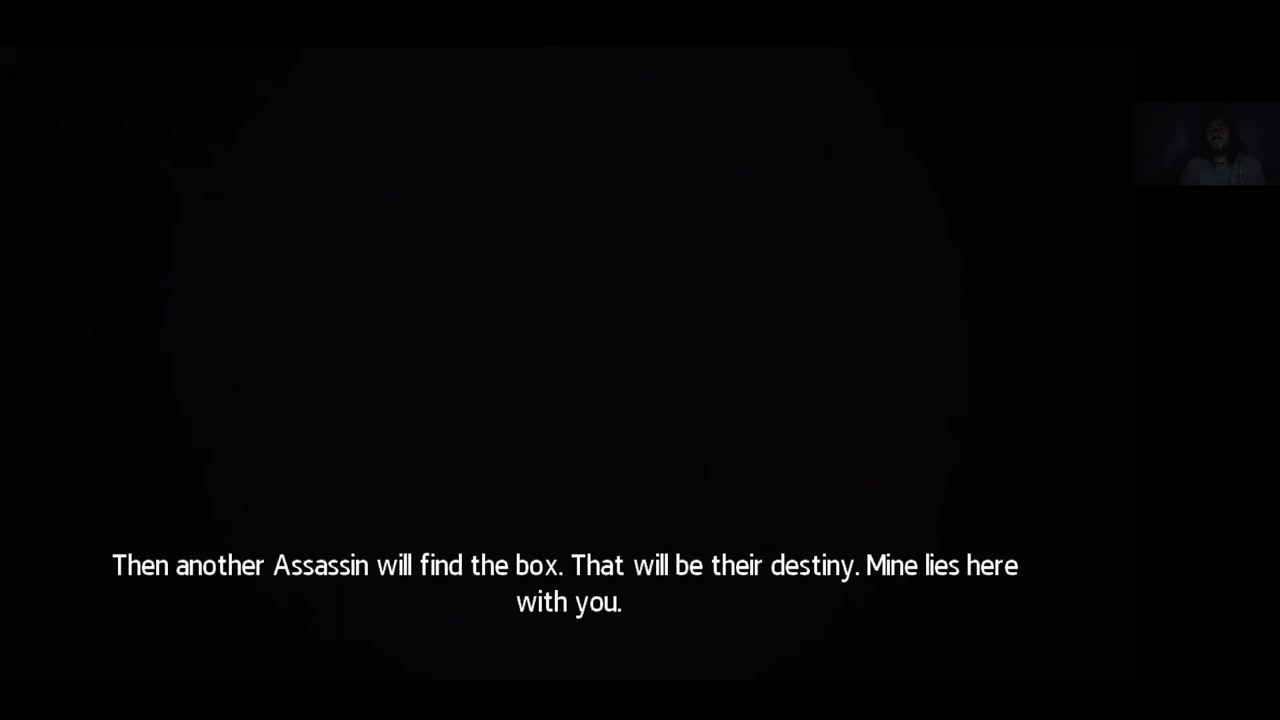 Then another Assassin will find the box. That will be their destiny. Mine lies here
with you.